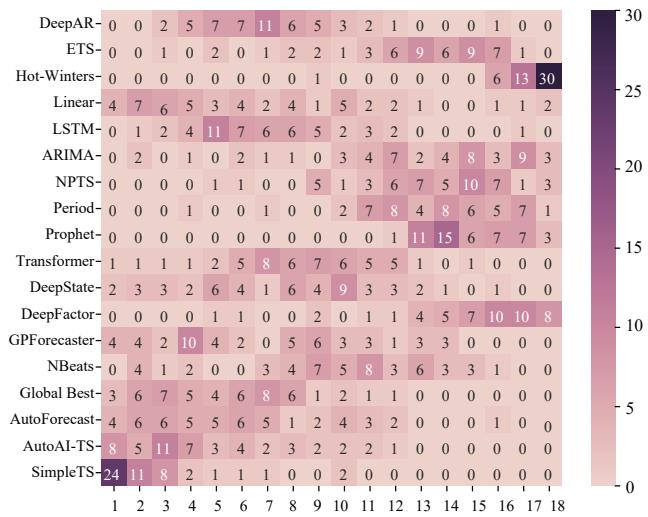 DeepAR 0 0 2 5 7 7 11 6 5 3 2 1 0 0 0 1 0 0
ETS 0 0 1 0 2 0 1 2 2 1 3 6 9 6 9 7 1 0
Hot-Winters 0 0 0 0 0 0 0 0 1 0 0 0 0 0 0 6 13 30
Linear 4 7 6 5 3 4 2 4 1 5 2 2 1 0 0 1 1 2
LSTM 0 1 2 4 11 7 6 6 5 2 3 2 0 0 0 0 1 0
ARIMA 0 2 0 1 0 2 1 1 0 3 4 7 2 4 8 3 9 3
NPTS 0 0 0 0 1 1 0 0 5 1 3 6 7 5 10 7 1 3
Period 0 0 0 1 0 0 1 0 0 2 7 8 4 8 6 5 7 1
Prophet 0 0 0 0 0 0 0 0 0 0 0 1 11 15 6 7 7 3
Transformer 1 1 1 1 2 5 8 6 7 6 5 5 1 0 1 0 0 0
DeepState 2 3 3 2 6 4 1 6 4 9 3 3 2 1 0 1 0 0
DeepFactor 0 0 0 0 1 1 0 0 2 0 1 1 4 5 7 10 10 8
GPForecaster 4 4 2 10 4 2 0 5 6 3 3 1 3 3 0 0 0 0
NBeats 0 4 1 2 0 0 3 4 7 5 8 3 6 3 3 1 0 0
Global Best 3 6 7 5 4 6 8 6 1 2 1 1 0 0 0 0 0 0
AutoForecast 4 6 6 5 5 6 5 1 2 4 3 2 0 0 0 1 0 0
AutoAI-TS 8 5 11 7 3 4 2 3 2 2 2 1 0 0 0 0 0 0
SimpleTS 24 11 8 2 1 1 1 0 0 2 0 0 0 0 0 0 0 0
1 2 3 4 5 6 7 8 9 10 11 12 13 14 15 16 17 18
30
25
20
15
10
5
0